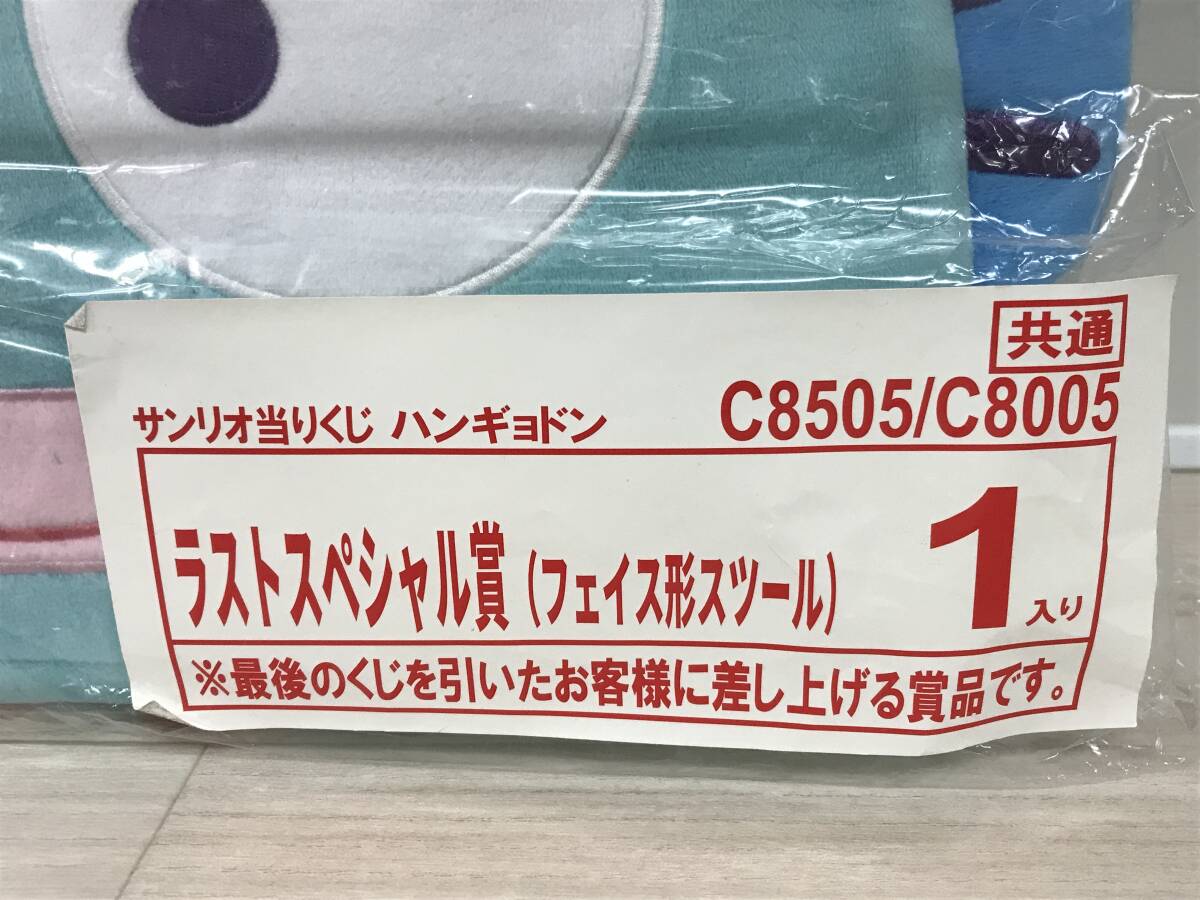 共通
サンリオ当りくじ ハンギョドン C8505/C8005
ラストスペシャル賞(フェイス形スツール) 1入り
※最後のくじを引いたお客様に差し上げる賞品です。